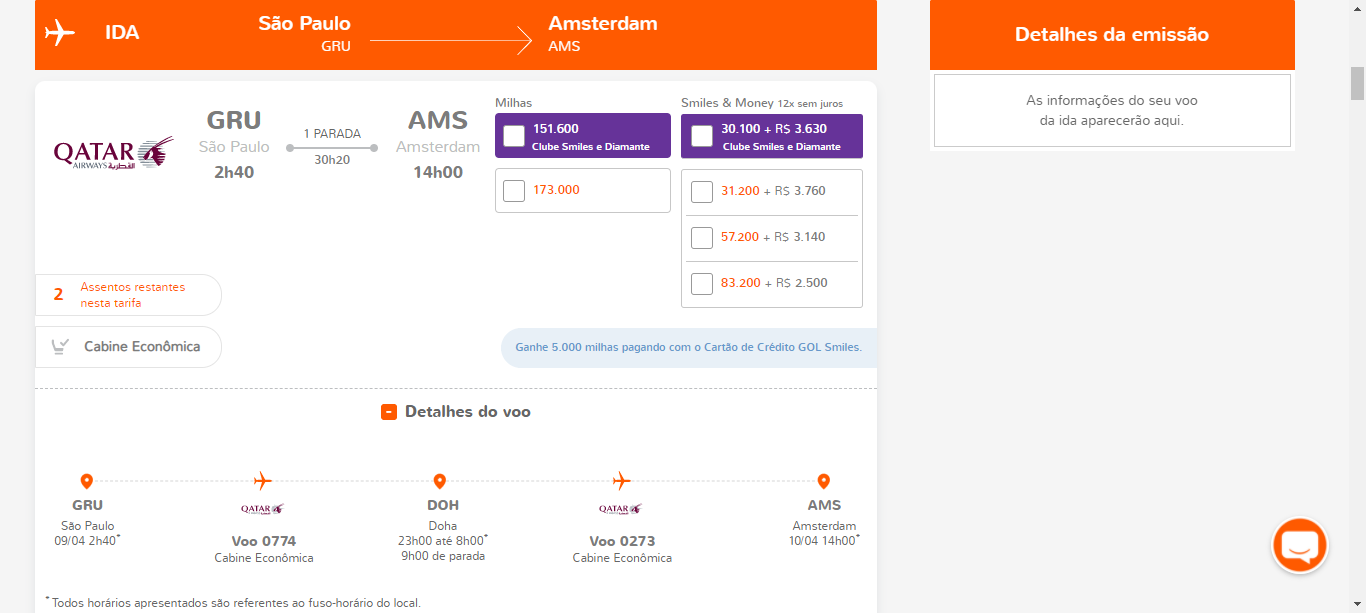 IDA
São Paulo
GRU
Amsterdam
AMS
Detalhes da emissão
As informações do seu voo
da ida aparecerão aqui.
QATAR
AIRWAYS القطرية
GRU
São Paulo
2h40
1 PARADA
30h20
AMS
Amsterdam
14h00
Milhas
151.600
Clube Smiles e Diamante
173.000
Smiles & Money 12x sem juros
30.100 + R$ 3.630
Clube Smiles e Diamante
31.200 + R$ 3.760
57.200 + R$ 3.140
83.200 + R$ 2.500
2 Assentos restantes
nesta tarifa
Cabine Econômica
Ganhe 5.000 milhas pagando com o Cartão de Crédito GOL Smiles.
- Detalhes do voo
GRU
São Paulo
09/04 2h40*
QATAR
Voo 0774
Cabine Econômica
DOH
Doha
23h00 até 8h00*
9h00 de parada
QATAR
Voo 0273
Cabine Econômica
AMS
Amsterdam
10/04 14h00*
* Todos horários apresentados são referentes ao fuso-horário do local.